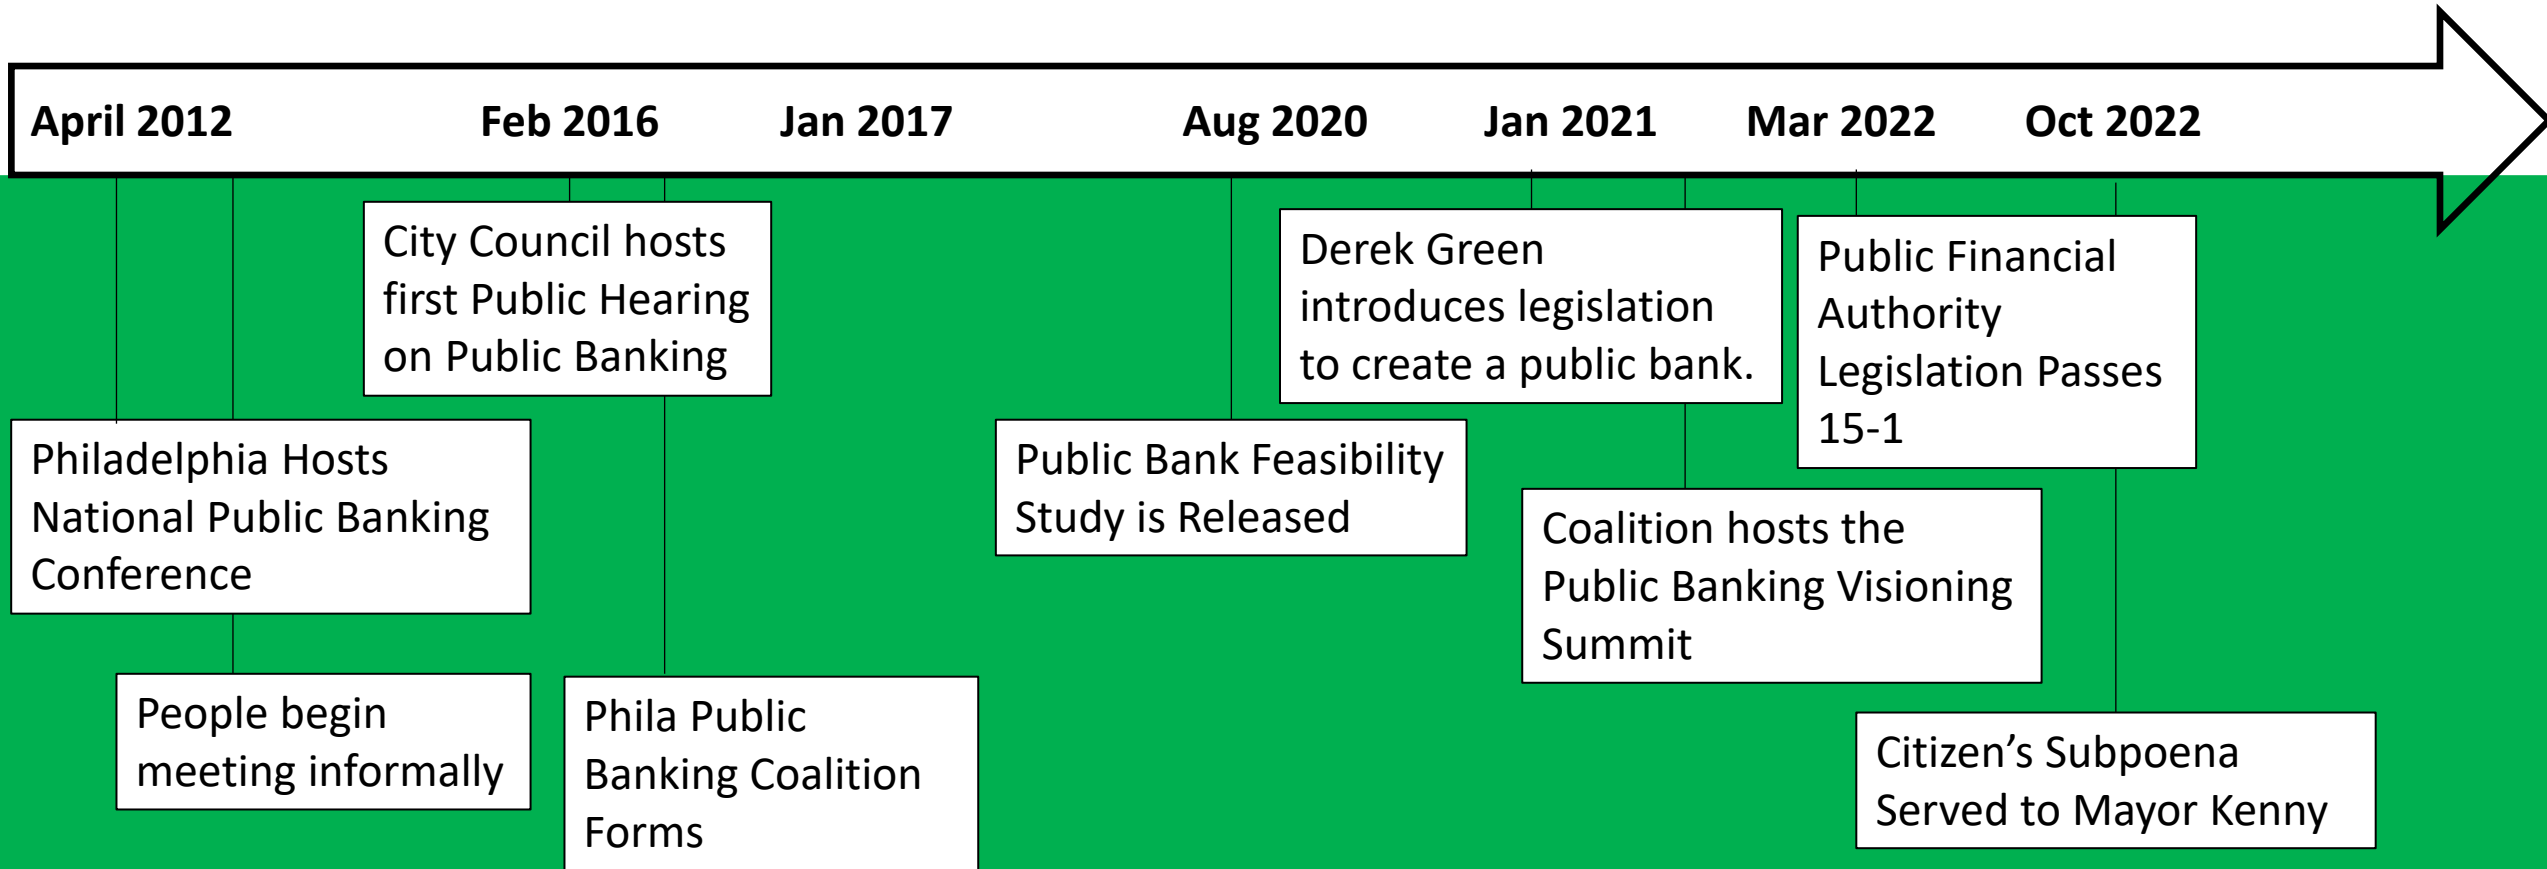 April 2012
Feb 2016
Jan 2017
Aug 2020
Jan 2021
Mar 2022
Oct 2022
City Council hosts
first Public Hearing
on Public Banking
Derek Green
introduces legislation
to create a public bank.
Public Financial
Authority
Legislation Passes
15-1
Philadelphia Hosts
National Public Banking
Conference
Public Bank Feasibility
Study is Released
Coalition hosts the
Public Banking Visioning
Summit
People begin
meeting informally
Phila Public
Banking Coalition
Forms
Citizen’s Subpoena
Served to Mayor Kenny